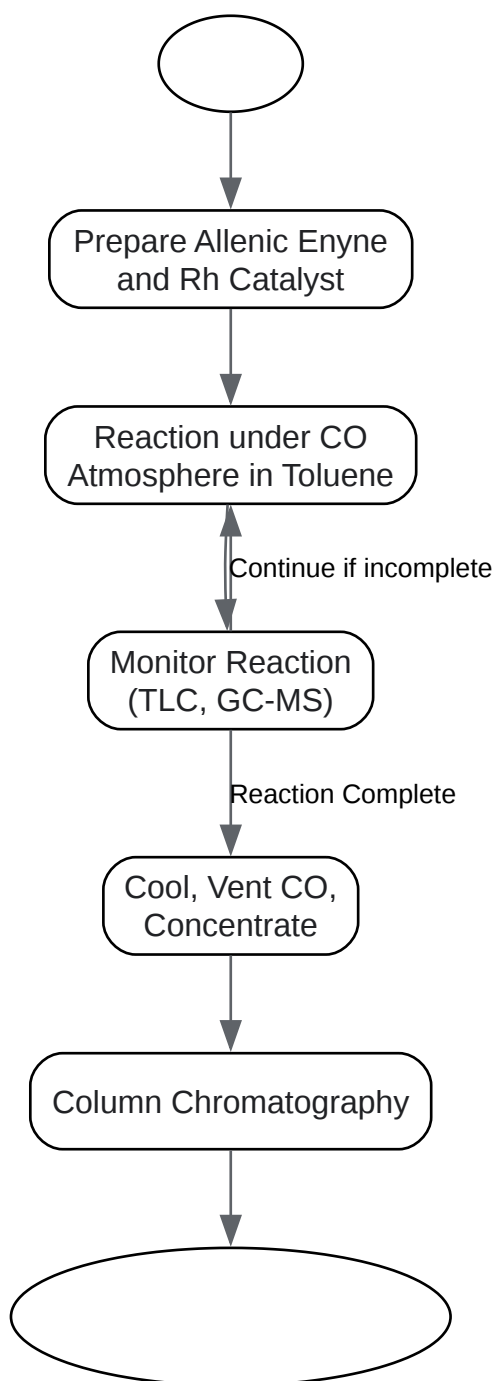 Prepare Allenic Enyne
and Rh Catalyst
Reaction under CO
Atmosphere in Toluene
Continue if incomplete
Monitor Reaction
(TLC, GC-MS)
Reaction Complete
Cool, Vent CO,
Concentrate
Column Chromatography